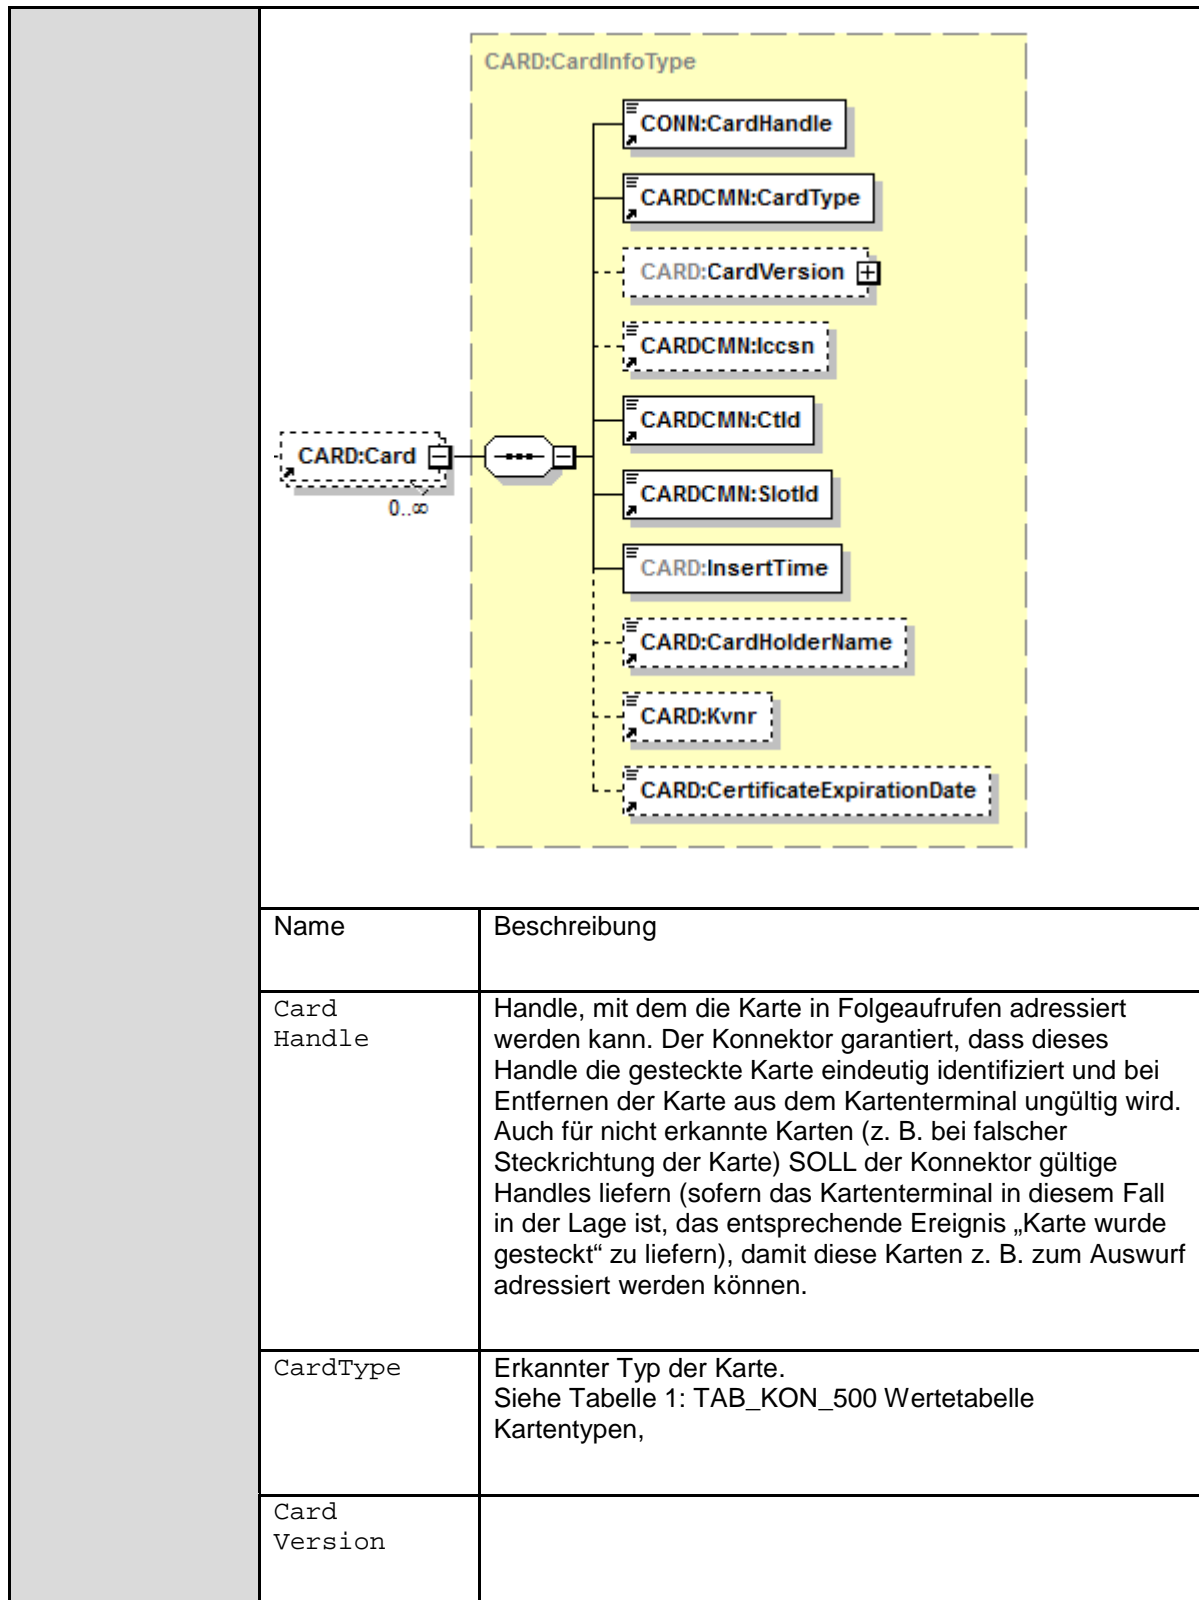 CARD:CardInfoType
CONN:CardHandle
CARDCMN:CardType
CARD:CardVersion
CARDCMN:Iccsn
CARDCMN:CtId
CARD:Card
0..∞
CARDCMN:SlotId
CARD:InsertTime
CARD:CardHolderName
CARD:Kvnr
CARD:CertificateExpirationDate
Name
Beschreibung
Card
Handle
Handle, mit dem die Karte in Folgeaufrufen adressiert
werden kann. Der Konnektor garantiert, dass dieses
Handle die gesteckte Karte eindeutig identifiziert und bei
Entfernen der Karte aus dem Kartenterminal ungültig wird.
Auch für nicht erkannte Karten (z. B. bei falscher
Steckrichtung der Karte) SOLL der Konnektor gültige
Handles liefern (sofern das Kartenterminal in diesem Fall
in der Lage ist, das entsprechende Ereignis „Karte wurde
gesteckt“ zu liefern), damit diese Karten z. B. zum Auswurf
adressiert werden können.
CardType
Erkannter Typ der Karte.
Siehe Tabelle 1: TAB_KON_500 Wertetabelle
Kartentypen,
Card
Version